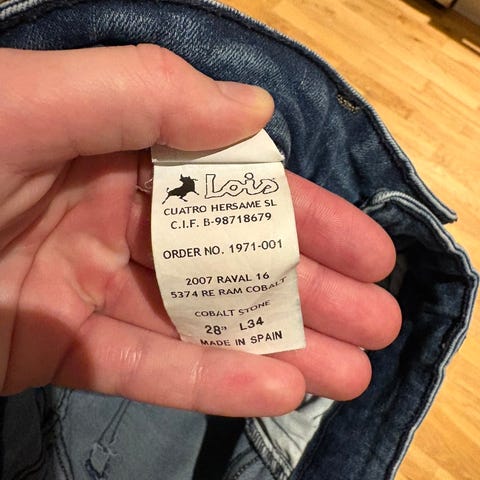 Lois
CUATRO HERSAME SL
C.I.F. B-98718679
ORDER NO. 1971-001
2007 RAVAL 16
5374 RE RAM COBALT
COBALT STONE
28" L34
MADE IN SPAIN